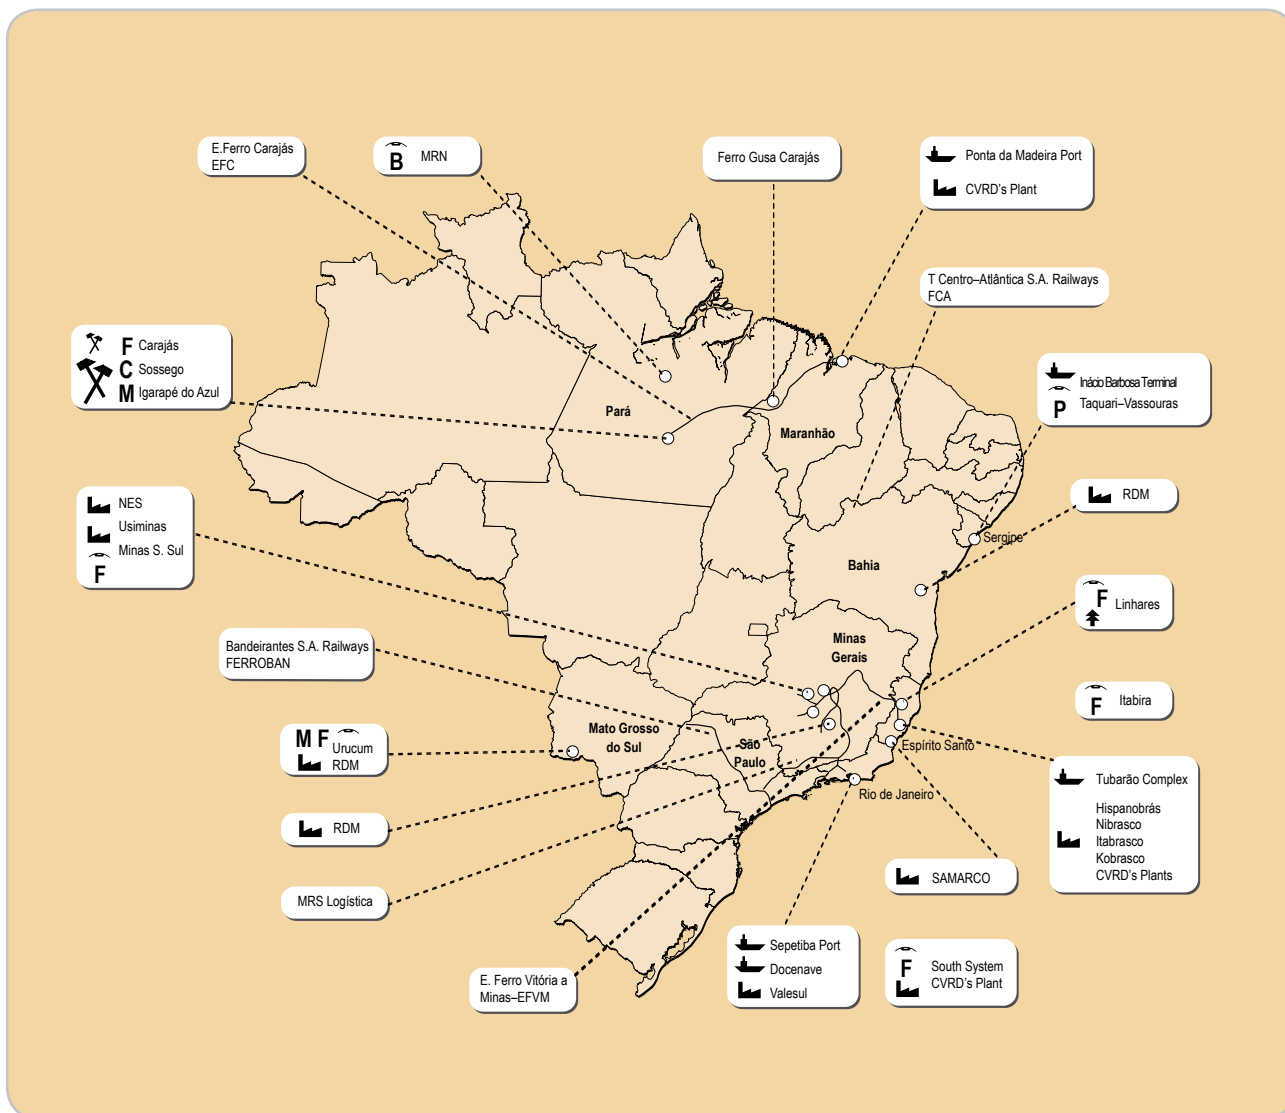 E.Ferro Carajás
EFC
B MRN
Ferro Gusa Carajás
Ponta da Madeira Port
CVRD's Plant
T Centro–Atlântica S.A. Railways
FCA
F Carajás
C Sossego
M Igarapé do Azul
Inácio Barbosa Terminal
P Taquari–Vassouras
Pará
Maranhão
NES
Usiminas
Minas S. Sul
F
RDM
Sergipe
Bahia
F Linhares
Bandeirantes S.A. Railways
FERROBAN
Minas
Gerais
F Itabira
M F Urucum
RDM
Mato Grosso
do Sul
São
Paulo
Espírito Santo
Rio de Janeiro
Tubarão Complex
Hispanobrás
Nibrasco
Itabrasco
Kobrasco
CVRD's Plants
RDM
MRS Logística
SAMARCO
Sepetiba Port
Docenave
Valesul
F South System
CVRD's Plant
E. Ferro Vitória a
Minas–EFVM